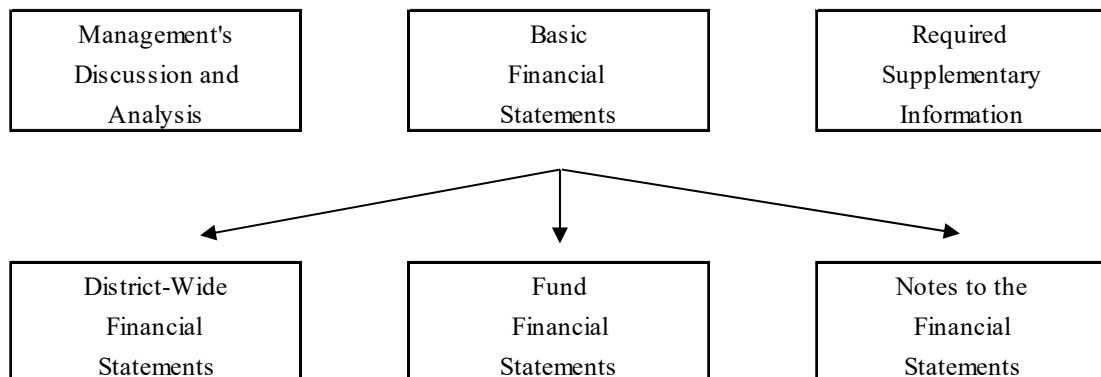 Management's
Discussion and
Analysis
Basic
Financial
Statements
Required
Supplementary
Information
District-Wide
Financial
Statements
Fund
Financial
Statements
Notes to the
Financial
Statements